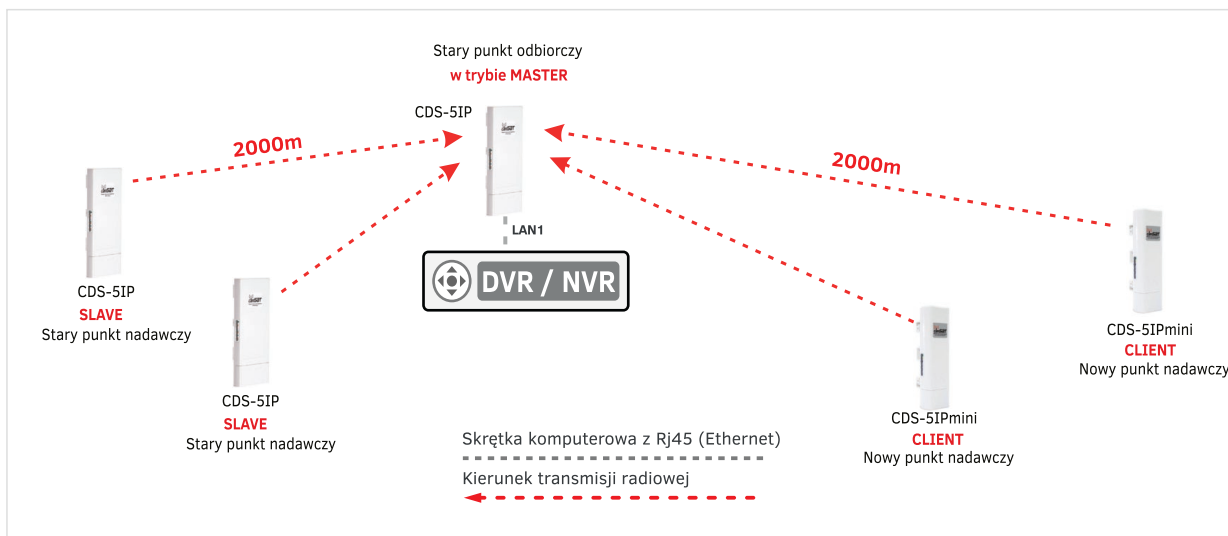 Stary punkt odbiorczy
w trybie MASTER
CDS-5IP
2000m
2000m
LAN1
DVR / NVR
CDS-5IP
SLAVE
Stary punkt nadawczy
CDS-5IP
SLAVE
Stary punkt nadawczy
CDS-5IPmini
CLIENT
Nowy punkt nadawczy
CDS-5IPmini
CLIENT
Nowy punkt nadawczy
Skrętka komputerowa z Rj45 (Ethernet)
Kierunek transmisji radiowej